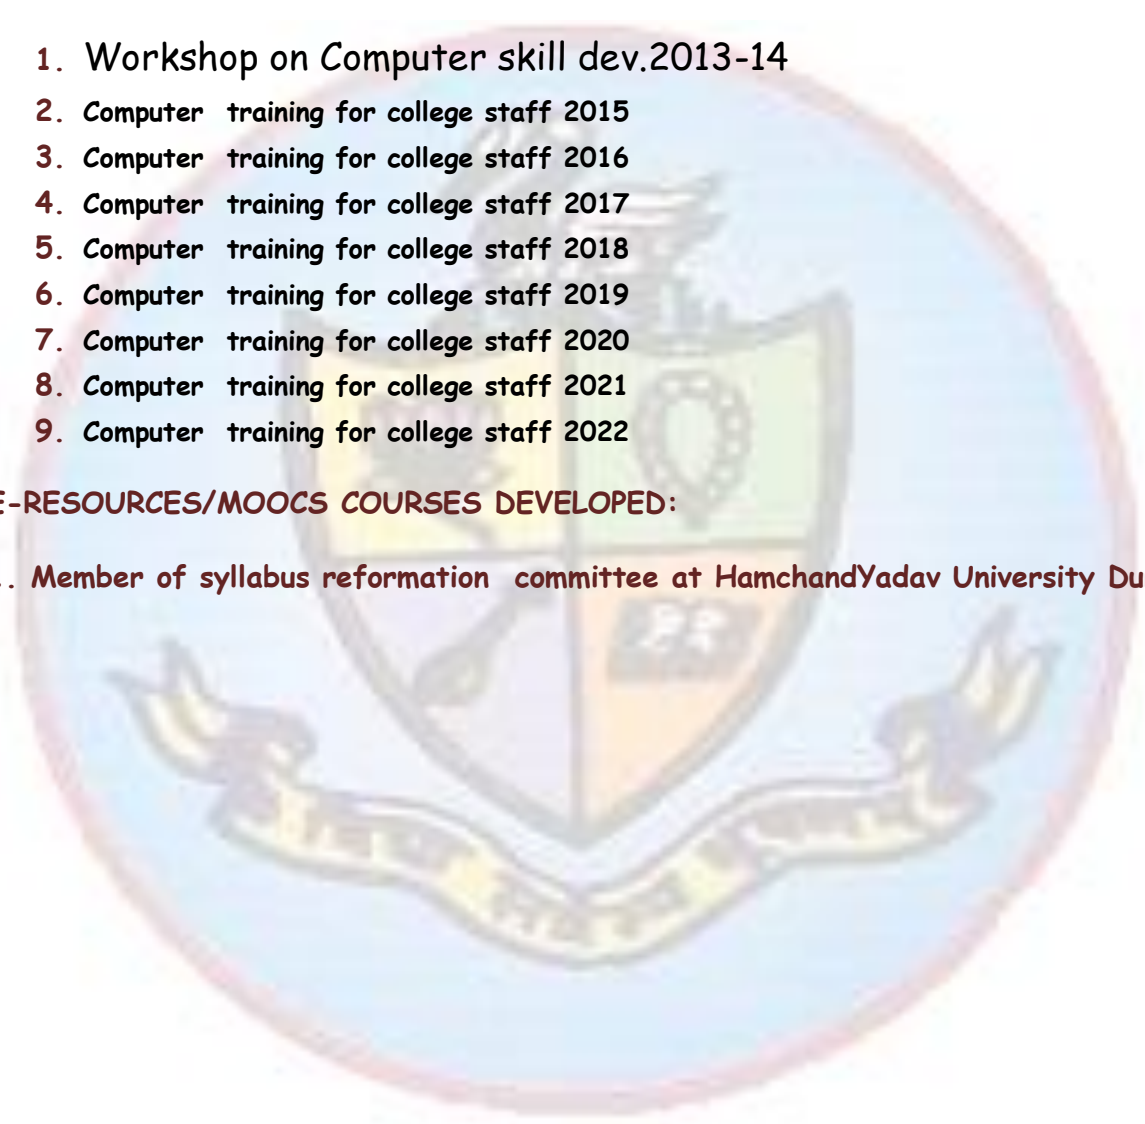 1. Workshop on Computer skill dev.2013-14
2. Computer training for college staff 2015
3. Computer training for college staff 2016
4. Computer training for college staff 2017
5. Computer training for college staff 2018
6. Computer training for college staff 2019
7. Computer training for college staff 2020
8. Computer training for college staff 2021
9. Computer training for college staff 2022
E-RESOURCES/MOOCS COURSES DEVELOPED:
. Member of syllabus reformation committee at HamchandYadav University Du